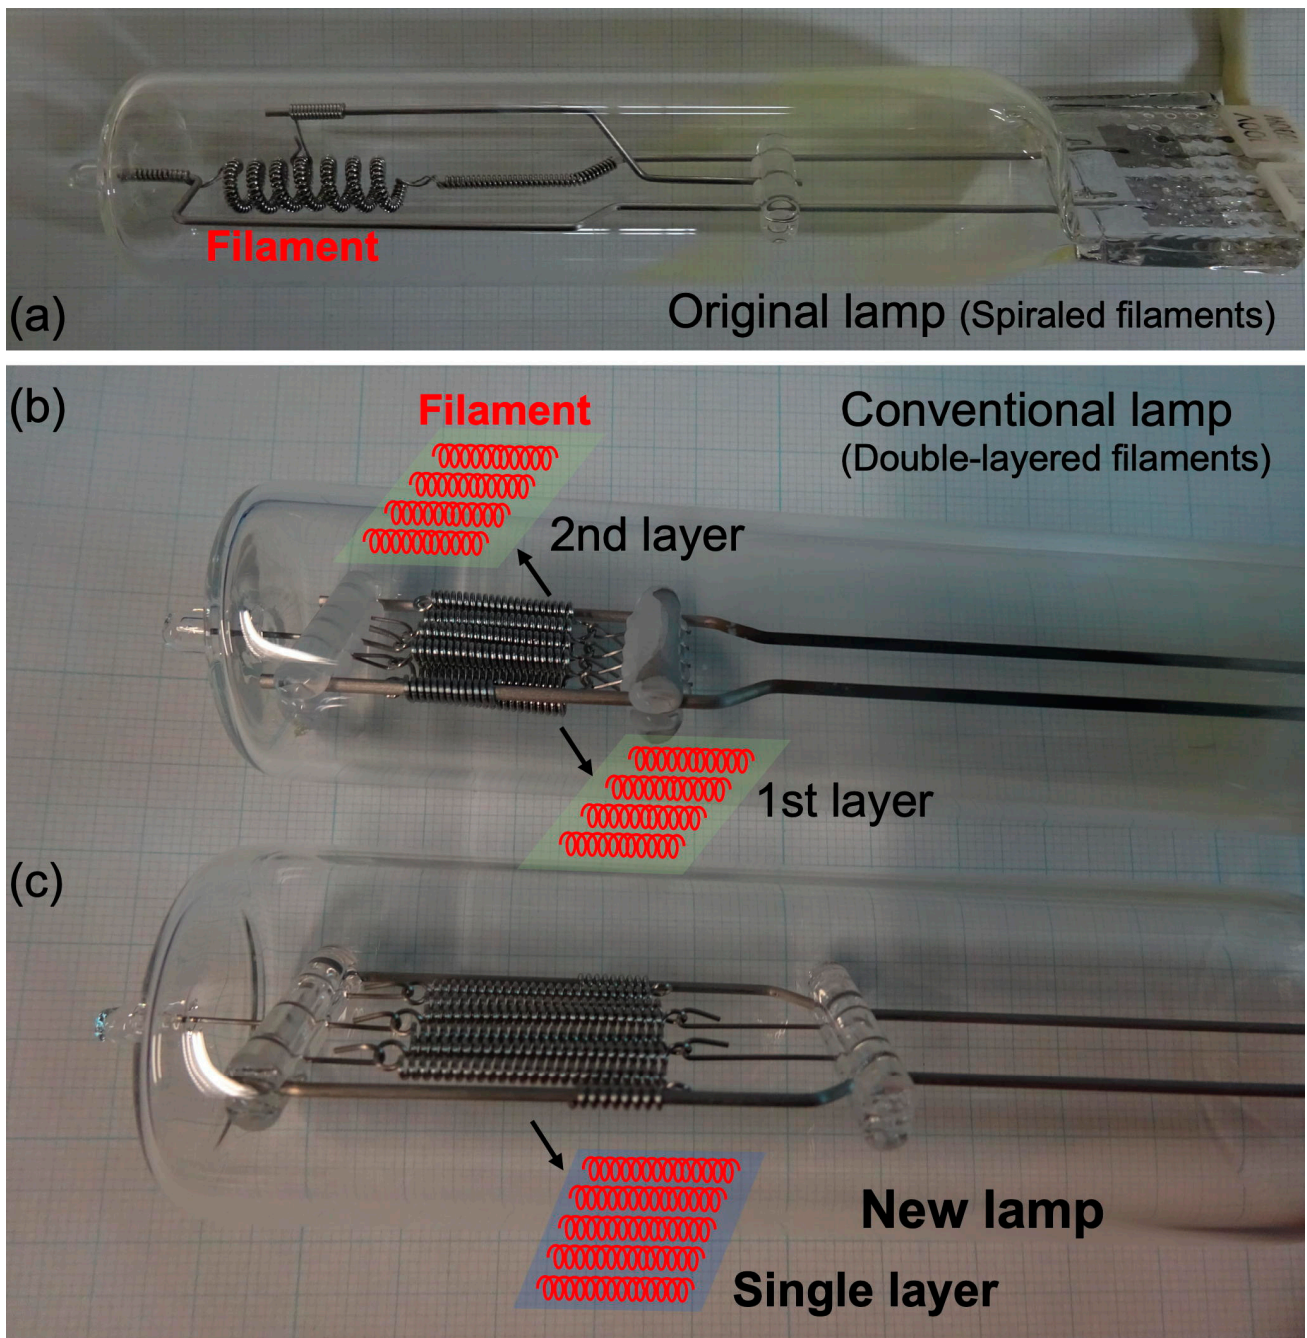 Filament
(a)
Original lamp (Spiraled filaments)
(b)
Filament
Conventional lamp
(Double-layered filaments)
2nd layer
1st layer
(c)
New lamp
Single layer